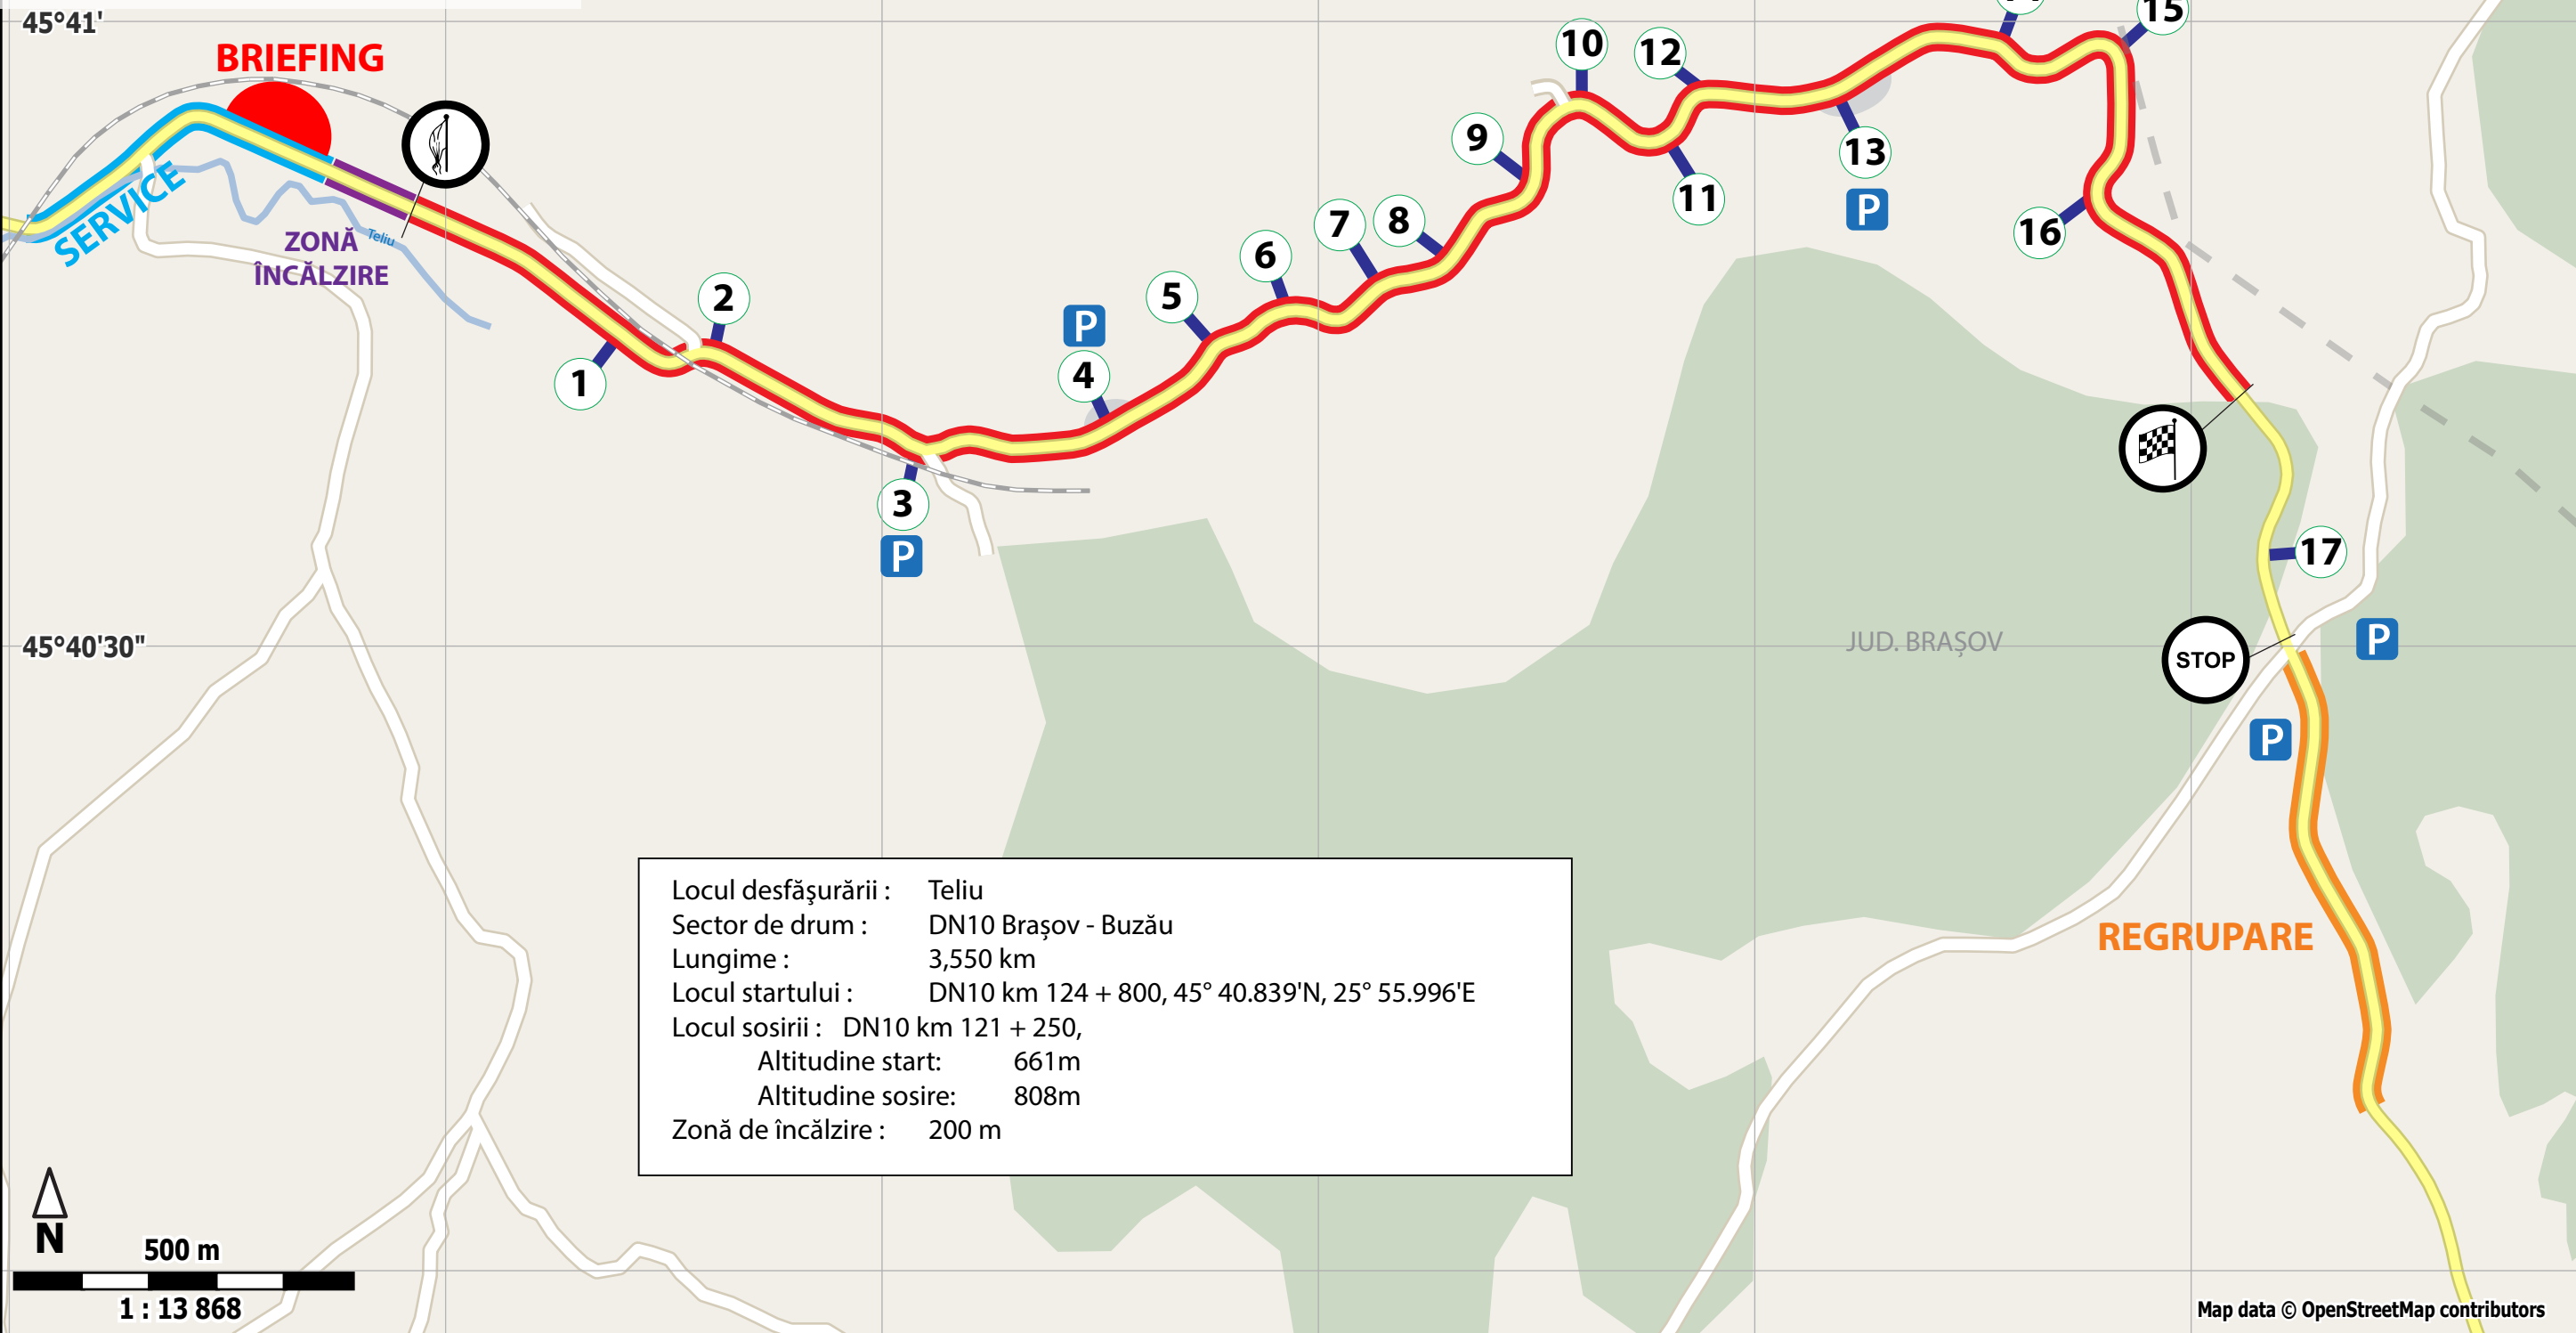 45°41'
BRIEFING
SERVICE
ZONĂ
ÎNCĂLZIRE
Teliu
1
2
3
P
P
4
5
6
7
8
9
10
11
12
13
P
15
16
17
45°40'30"
JUD. BRAŞOV
STOP
P
P
REGRUPARE
Locul desfăşurării : Teliu
Sector de drum : DN10 Brașov - Buzău
Lungime : 3,550 km
Locul startului : DN10 km 124 + 800, 45° 40.839'N, 25° 55.996'E
Locul sosirii : DN10 km 121 + 250,
Altitudine start: 661m
Altitudine sosire: 808m
Zonă de încălzire : 200 m
N
500 m
1 : 13 868
Map data © OpenStreetMap contributors